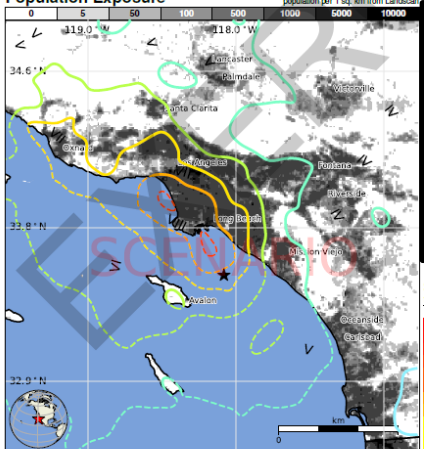 Population Exposure
population per 1 sq. km from Landscan
0 5 50 100 500 1000 5000 10000
119.0°W 118.0°W
Lancaster
34.6°N
Palmdale
Victorville
Santa Clarita
Oxnard
Los Angeles
Fontana
Riverside
Long Beach
33.8°N
SCENARIO
Mission Viejo
Avalon
Oceanside
Carlsbad
32.9°N
km
0